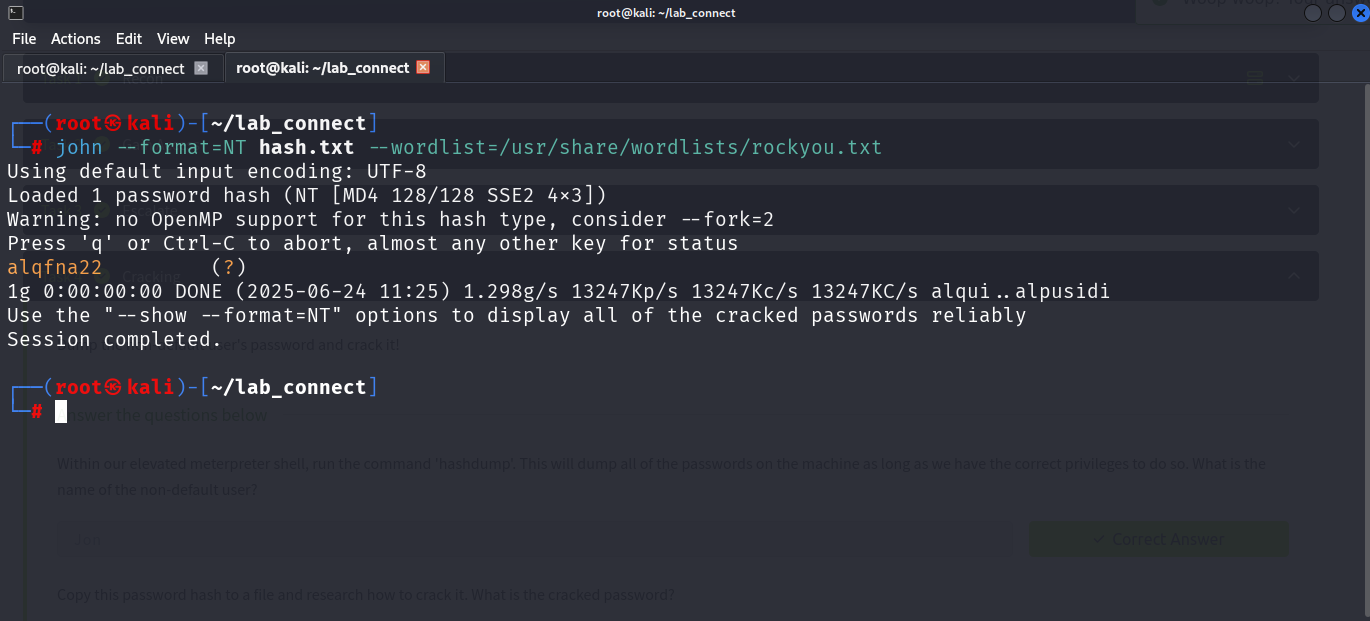 root@kali: ~/lab_connect
File Actions Edit View Help
root@kali: ~/lab_connect root@kali: ~/lab_connect
┌──(root㉿kali)-[~/lab_connect]
└─# john --format=NT hash.txt --wordlist=/usr/share/wordlists/rockyou.txt
Using default input encoding: UTF-8
Loaded 1 password hash (NT [MD4 128/128 SSE2 4x3])
Warning: no OpenMP support for this hash type, consider --fork=2
Press 'q' or Ctrl-C to abort, almost any other key for status
alqfna22 (?)
Cracking
1g 0:00:00:00 DONE (2025-06-24 11:25) 1.298g/s 13247Kp/s 13247Kc/s 13247KC/s alqui..alpusidi
Use the "--show --format=NT" options to display all of the cracked passwords reliably
Session completed.
password and crack it!
┌──(root㉿kali)-[~/lab_connect]
└─#
Answer the questions below
Within our elevated meterpreter shell, run the command 'hashdump'. This will dump all of the passwords on the machine as long as we have the correct privileges to do so. What is the
name of the non-default user?
Correct Answer
Copy this password hash to a file and research how to crack it. What is the cracked password?